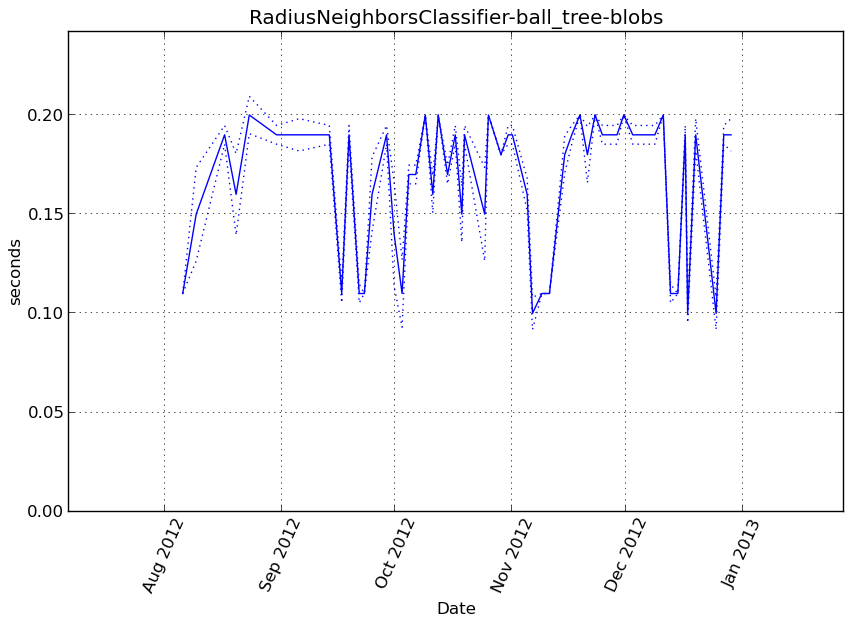 RadiusNeighborsClassifier-ball_tree-blobs
0.20
0.15
0.10
0.05
0.00
seconds
Aug 2012
Sep 2012
Oct 2012
Nov 2012
Dec 2012
Jan 2013
Date